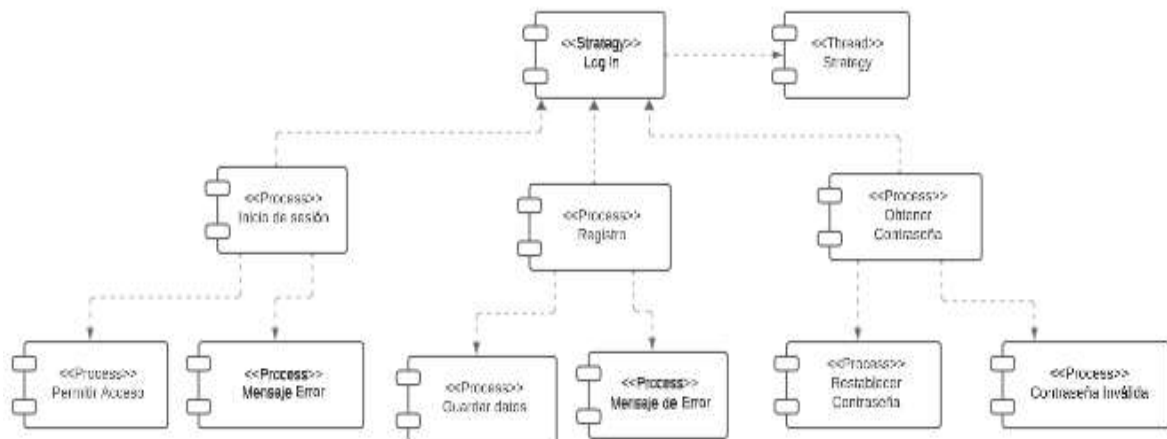 <<Strategy>>
Log In
<<Thread>>
Strategy
<<Process>>
Inicio de sesión
<<Process>>
Registro
<<Process>>
Obtener
Contraseña
<<Process>>
Permitir Acceso
<<Process>>
Mensaje Error
<<Process>>
Guardar datos
<<Process>>
Mensaje de Error
<<Process>>
Restablecer
Contraseña
<<Process>>
Contraseña Inválida